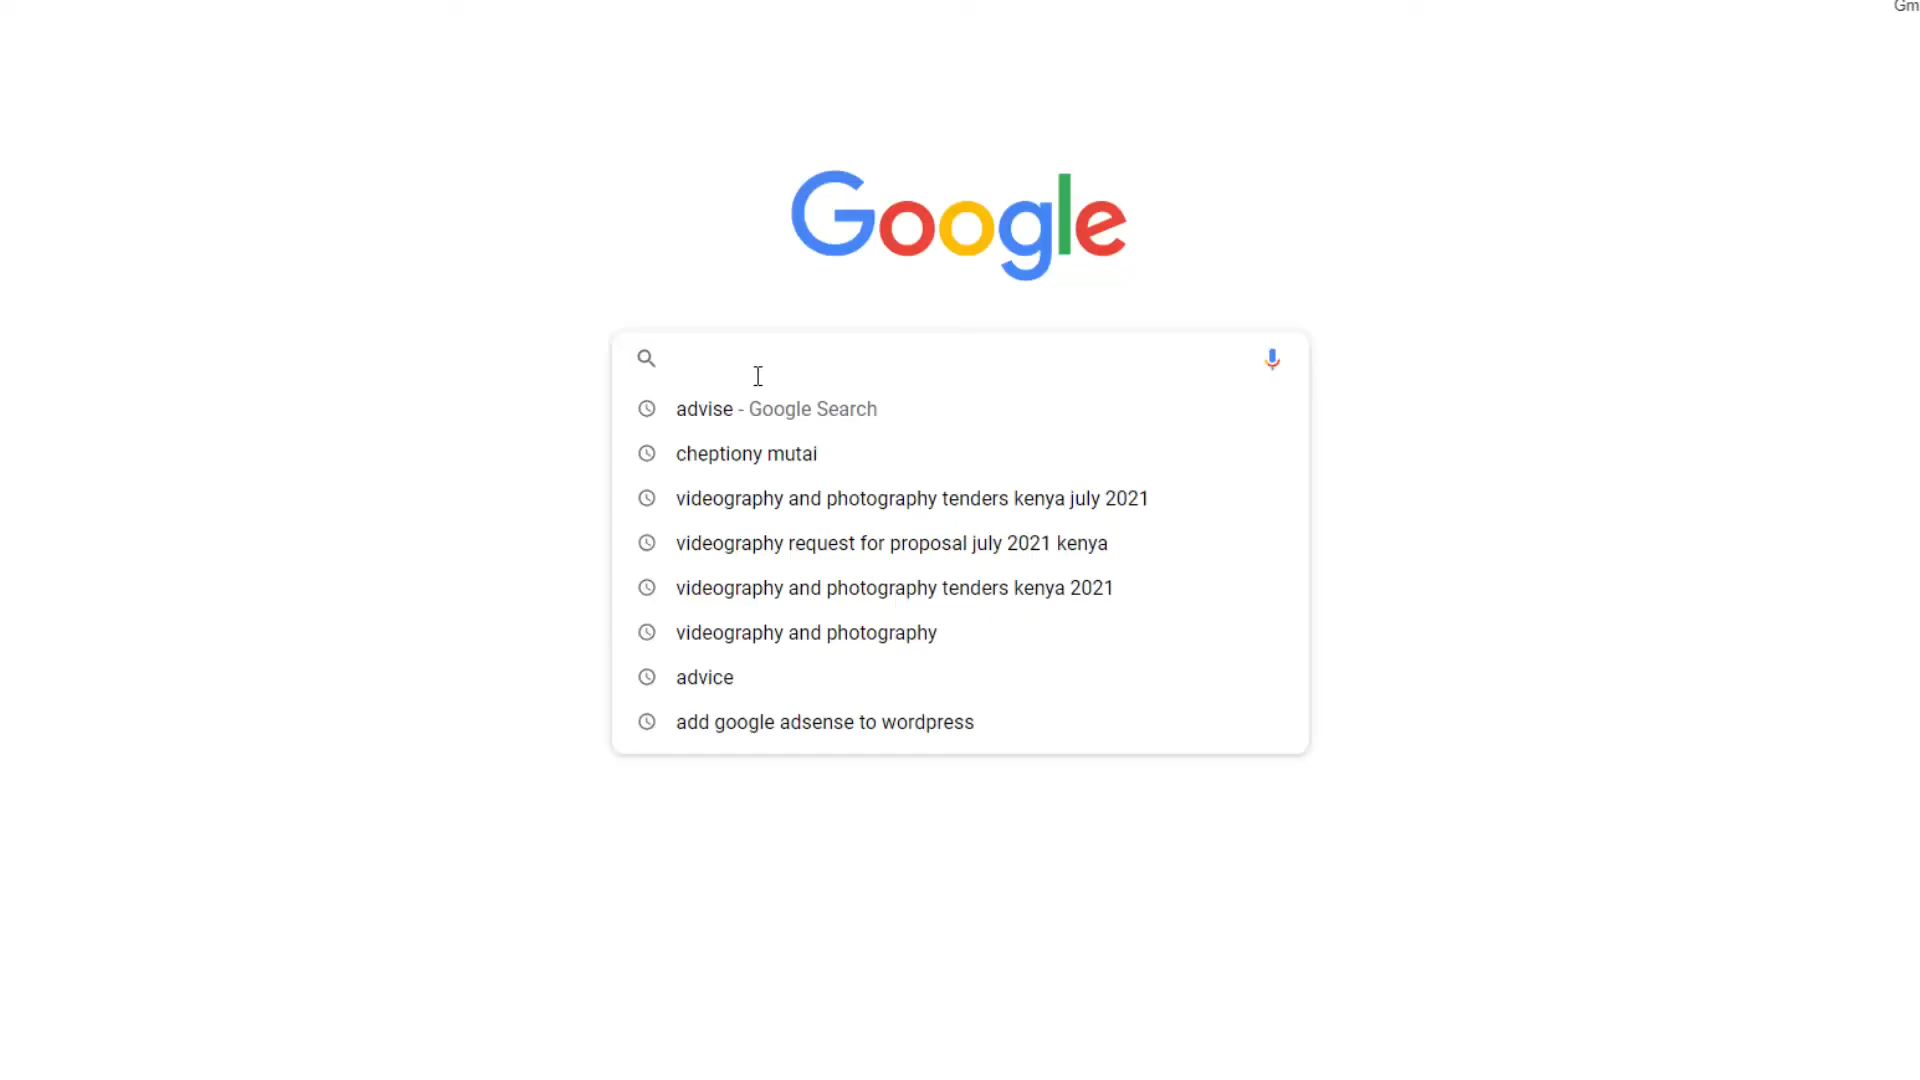 Gm
Google
advise - Google Search
cheptiony mutai
videography and photography tenders kenya july 2021
videography request for proposal july 2021 kenya
videography and photography tenders kenya 2021
videography and photography
advice
add google adsense to wordpress